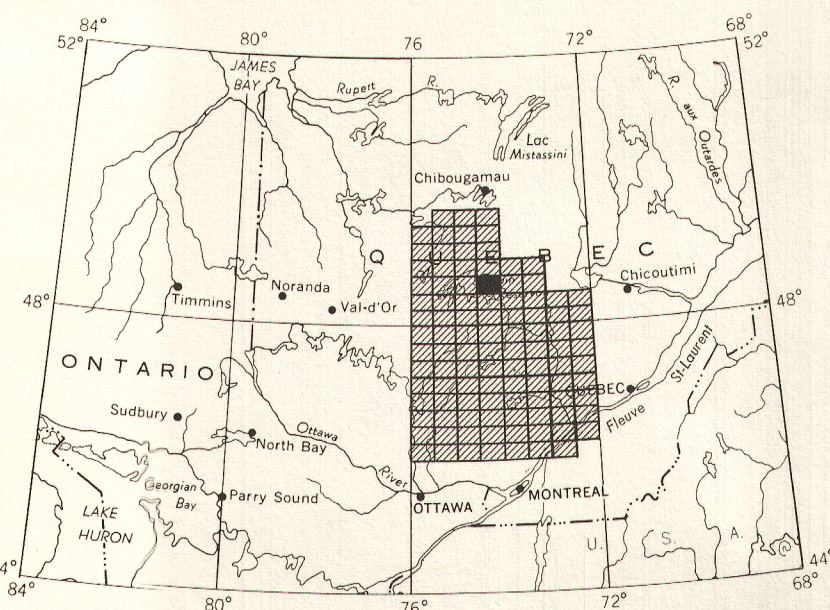 84°
80°
76
72°
68°
52°
52°
JAMES
BAY
Rupert R.
R. aux Outardes
Lac
Mistassini
Chibougamau
Q U E B E C
Chicoutimi
Noranda
Timmins
Val-d'Or
48°
48°
ONTARIO
St-Laurent
QUEBEC
Fleuve
Sudbury
Ottawa
North Bay
River
Georgian
Bay
Parry Sound
OTTAWA
MONTREAL
LAKE
HURON
U. S. A.
4°
44°
84°
80°
76°
72°
68°